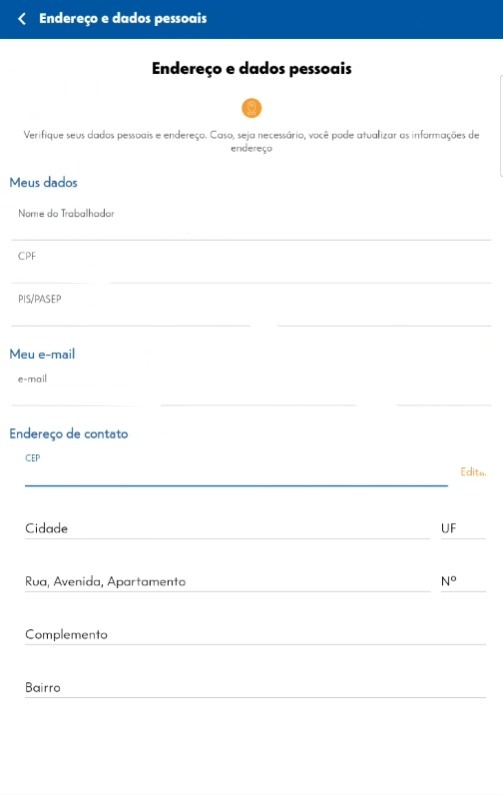 Endereço e dados pessoais
Endereço e dados pessoais
Verifique seus dados pessoais e endereço. Caso, seja necessário, você pode atualizar as informações de
endereço
Meus dados
Nome do Trabalhador
CPF
PIS/PASEP
Meu e-mail
e-mail
Endereço de contato
CEP
Cidade
UF
Rua, Avenida, Apartamento
Nº
Complemento
Bairro